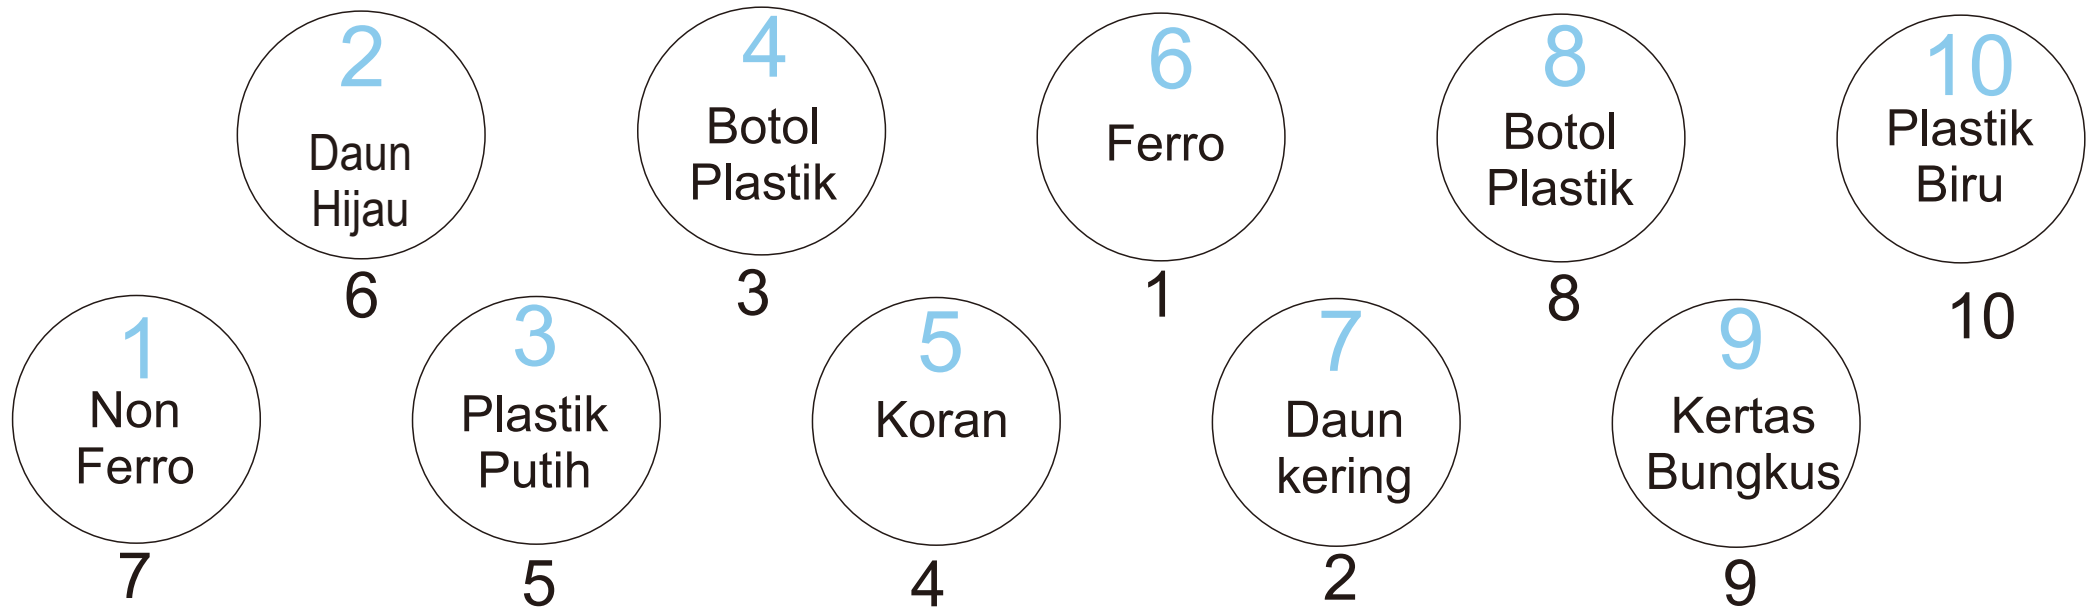 2
Daun
Hijau
6
4
Botol
Plastik
3
6
Ferro
1
8
Botol
Plastik
8
10
Plastik
Biru
10
1
Non
Ferro
7
3
Plastik
Putih
5
5
Koran
4
7
Daun
kering
2
9
Kertas
Bungkus
9